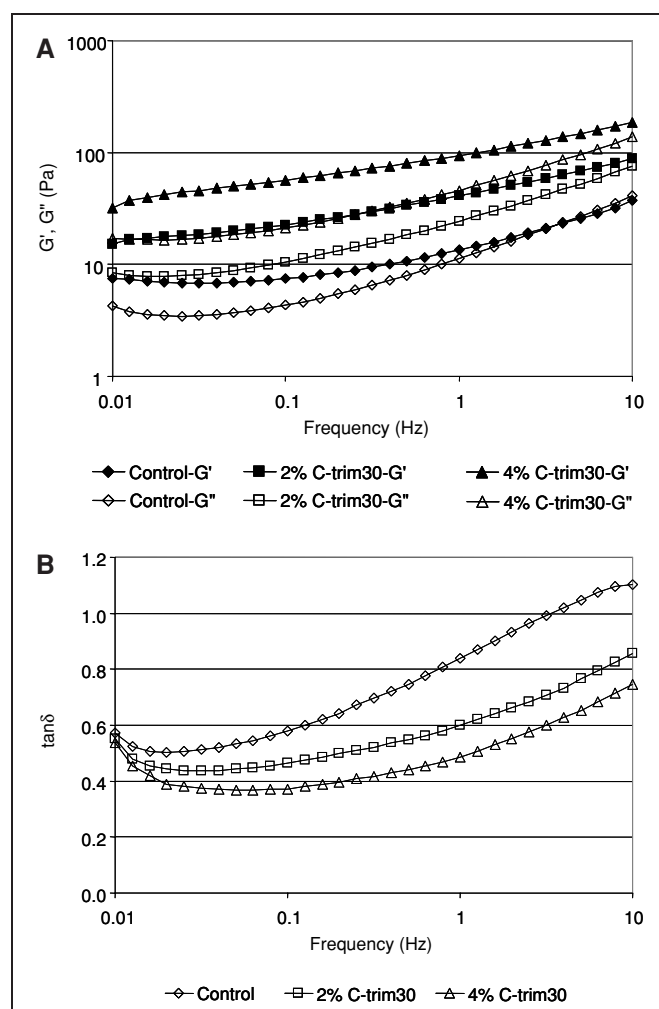 A
1000
100
10
1
G', G" (Pa)
0.01 0.1 1 10
Frequency (Hz)
Control-G' 2% C-trim30-G' 4% C-trim30-G'
Control-G" 2% C-trim30-G" 4% C-trim30-G"
B
1.2
1.0
0.8
0.6
0.4
0.2
0.0
tanδ
0.01 0.1 1 10
Frequency (Hz)
Control 2% C-trim30 4% C-trim30